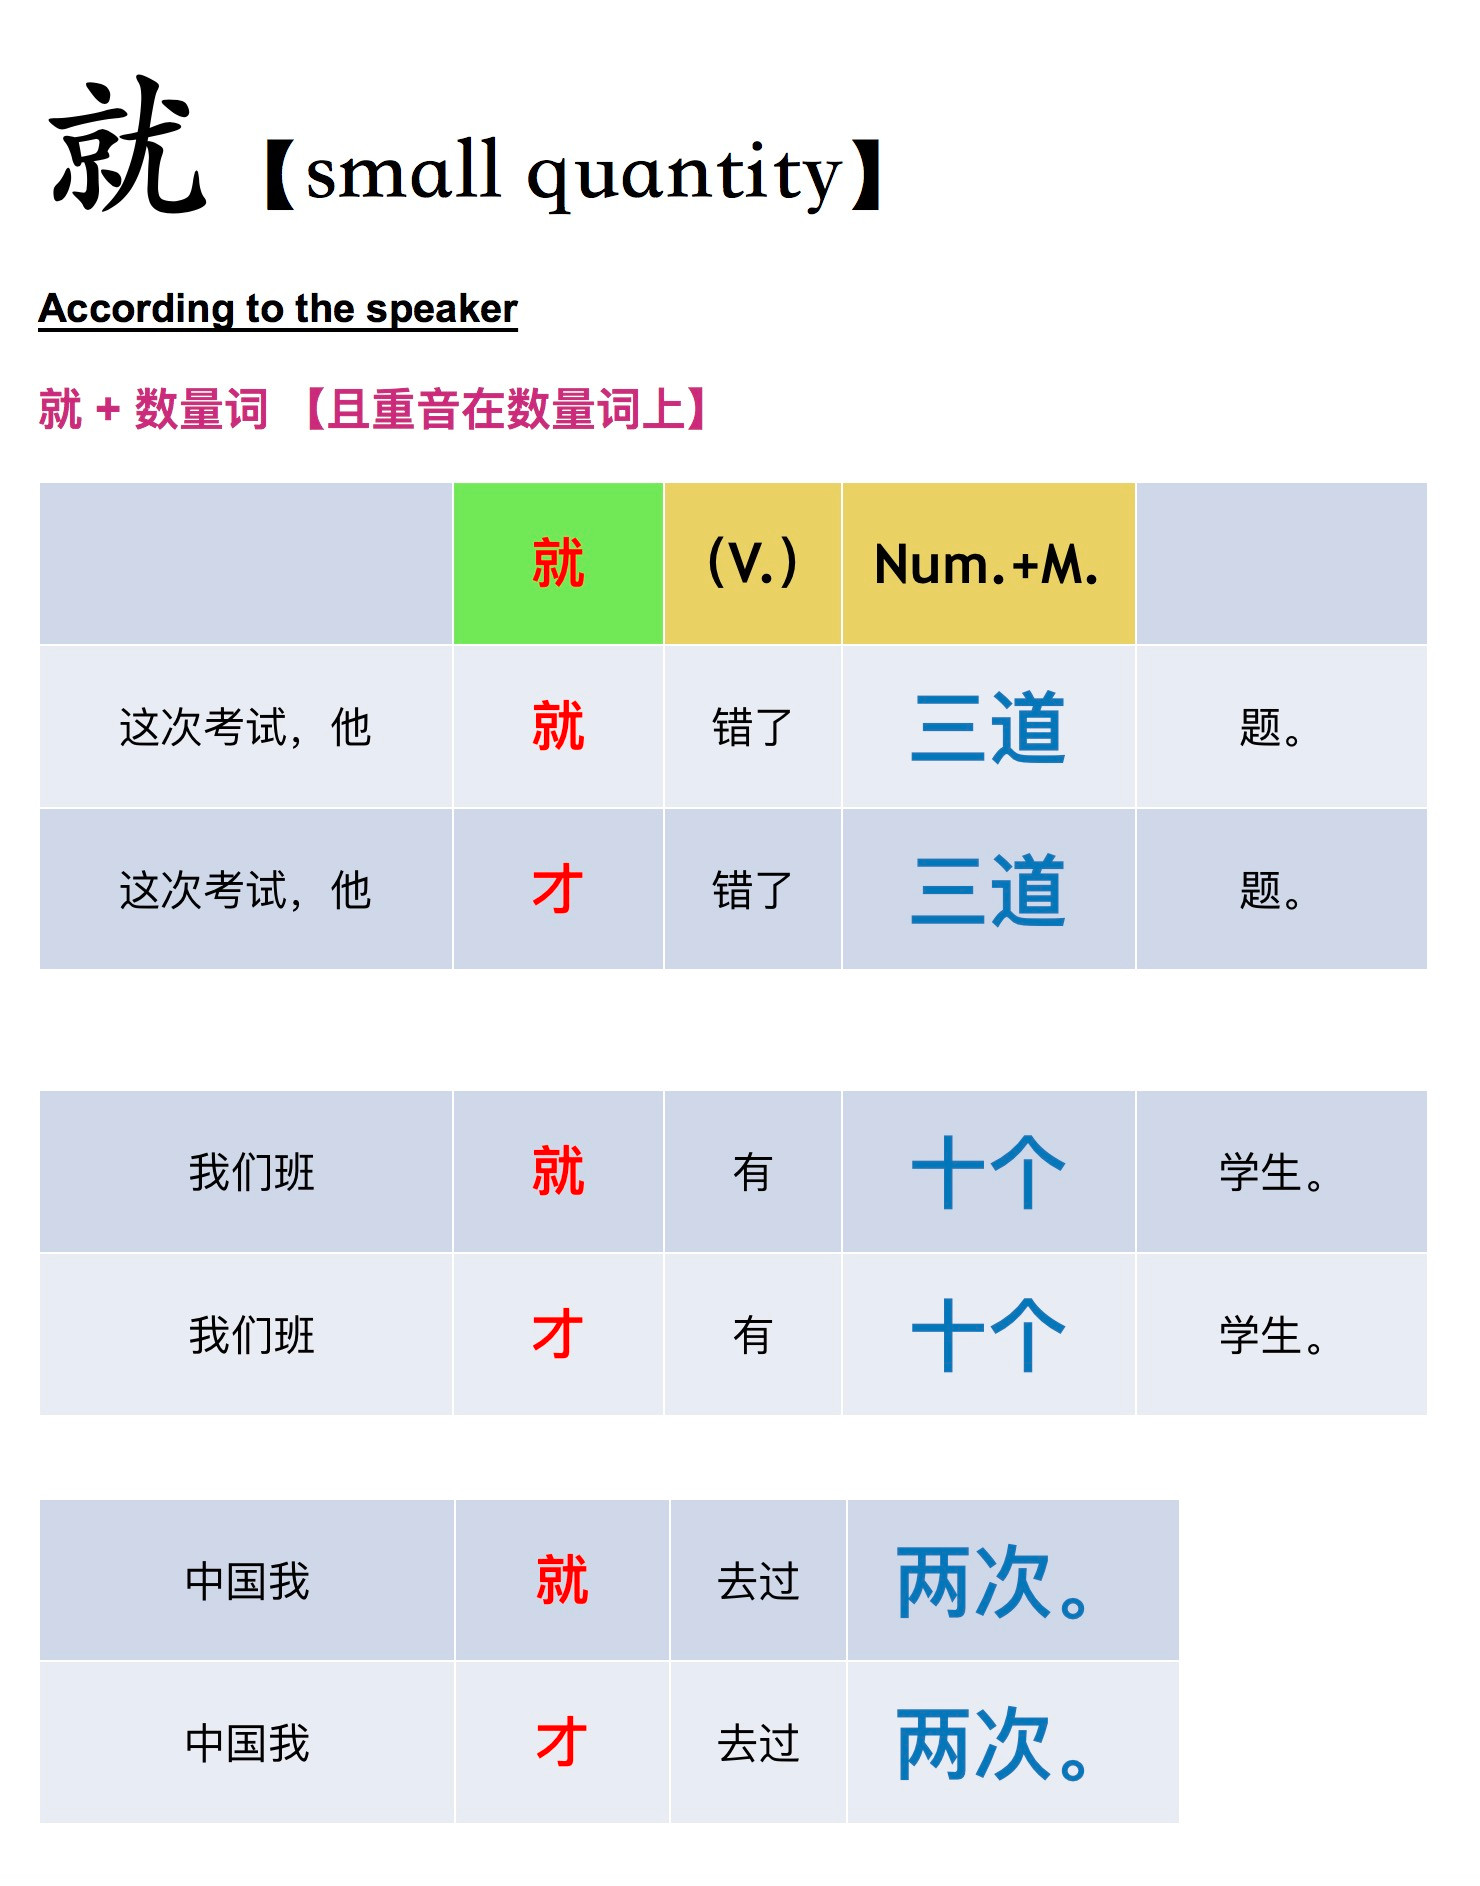 就【small quantity】
According to the speaker
就 + 数量词 【且重音在数量词上】
就 (V.) Num.+M.
这次考试，他 就 错了 三道 题。
这次考试，他 才 错了 三道 题。
我们班 就 有 十个 学生。
我们班 才 有 十个 学生。
中国我 就 去过 两次。
中国我 才 去过 两次。